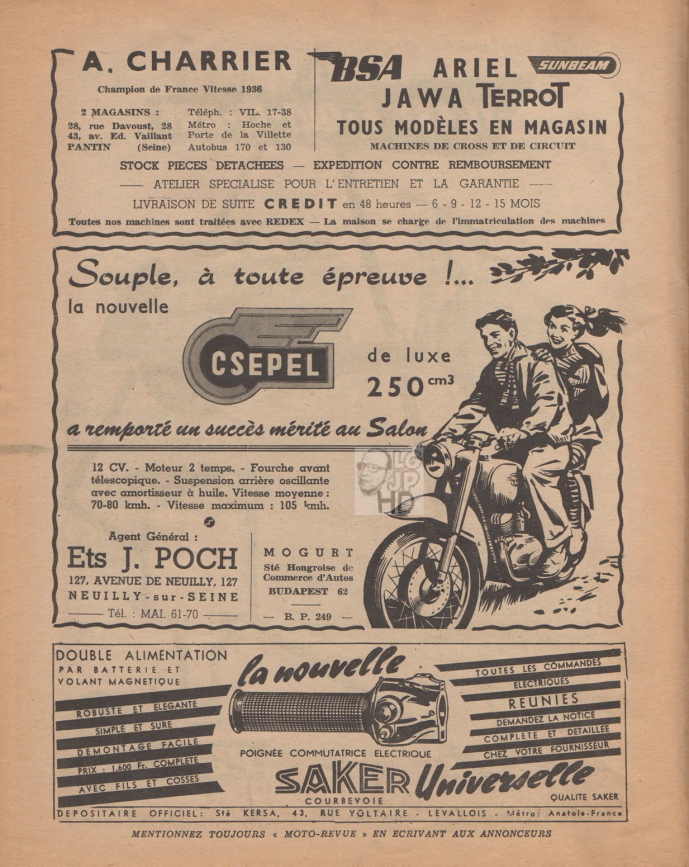 A. CHARRIER
Champion de France Vitesse 1936
2 MAGASINS :
28, rue Davoust, 28
43, av. Ed. Vaillant
PANTIN (Seine)
Téléph. : VIL. 17-38
Métro : Hoche et
Porte de la Villette
Autobus 170 et 130
BSA ARIEL SUNBEAM
JAWA TERROT
TOUS MODÈLES EN MAGASIN
MACHINES DE CROSS ET DE CIRCUIT
STOCK PIECES DETACHEES — EXPEDITION CONTRE REMBOURSEMENT
— ATELIER SPECIALISE POUR L'ENTRETIEN ET LA GARANTIE —
LIVRAISON DE SUITE CREDIT en 48 heures — 6 - 9 - 12 - 15 MOIS
Toutes nos machines sont traitées avec REDEX — La maison se charge de l'immatriculation des machines
Souple, à toute épreuve !...
la nouvelle
CSEPEL
de luxe
250 cm3
a remporté un succès mérité au Salon
12 CV. - Moteur 2 temps. - Fourche avant
télescopique. - Suspension arrière oscillante
avec amortisseur à huile. Vitesse moyenne :
70-80 kmh. - Vitesse maximum : 105 kmh.
Agent Général :
Ets J. POCH
127, AVENUE DE NEUILLY, 127
NEUILLY-sur-SEINE
— Tél. : MAI. 61-70 —
MOGURT
Sté Hongroise de
Commerce d'Autos
BUDAPEST 62
— B. P. 249 —
LG
JP
HD
DOUBLE ALIMENTATION
PAR BATTERIE ET
VOLANT MAGNETIQUE
ROBUSTE ET ELEGANTE
SIMPLE ET SURE
DEMONTAGE FACILE
PRIX : 1.600 Fr. COMPLETE
AVEC FILS ET COSSES
la nouvelle
TOUTES LES COMMANDES
ELECTRIQUES
REUNIES
DEMANDEZ LA NOTICE
COMPLETE ET DETAILLEE
CHEZ VOTRE FOURNISSEUR
POIGNÉE COMMUTATRICE ELECTRIQUE
SAKER Universelle
COURBEVOIE
QUALITE SAKER
DEPOSITAIRE OFFICIEL: Sté KERSA, 43, RUE VOLTAIRE - LEVALLOIS - Métro: Anatole-France
MENTIONNEZ TOUJOURS « MOTO-REVUE » EN ECRIVANT AUX ANNONCEURS